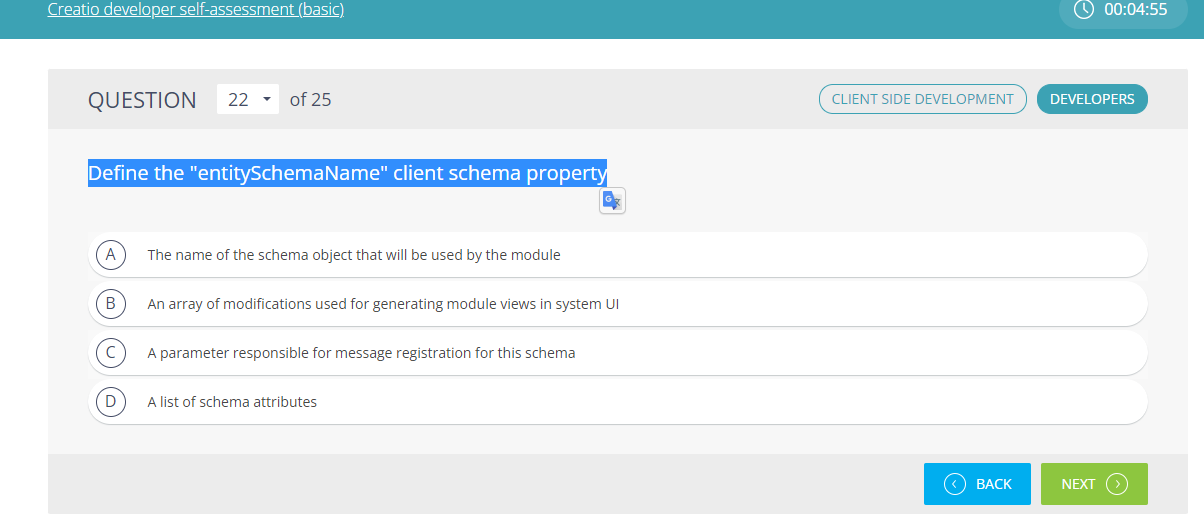 Creatio developer self-assessment (basic)
00:04:55
QUESTION 22 of 25
CLIENT SIDE DEVELOPMENT
DEVELOPERS
Define the "entitySchemaName" client schema property
G
A The name of the schema object that will be used by the module
B An array of modifications used for generating module views in system UI
C A parameter responsible for message registration for this schema
D A list of schema attributes
BACK
NEXT